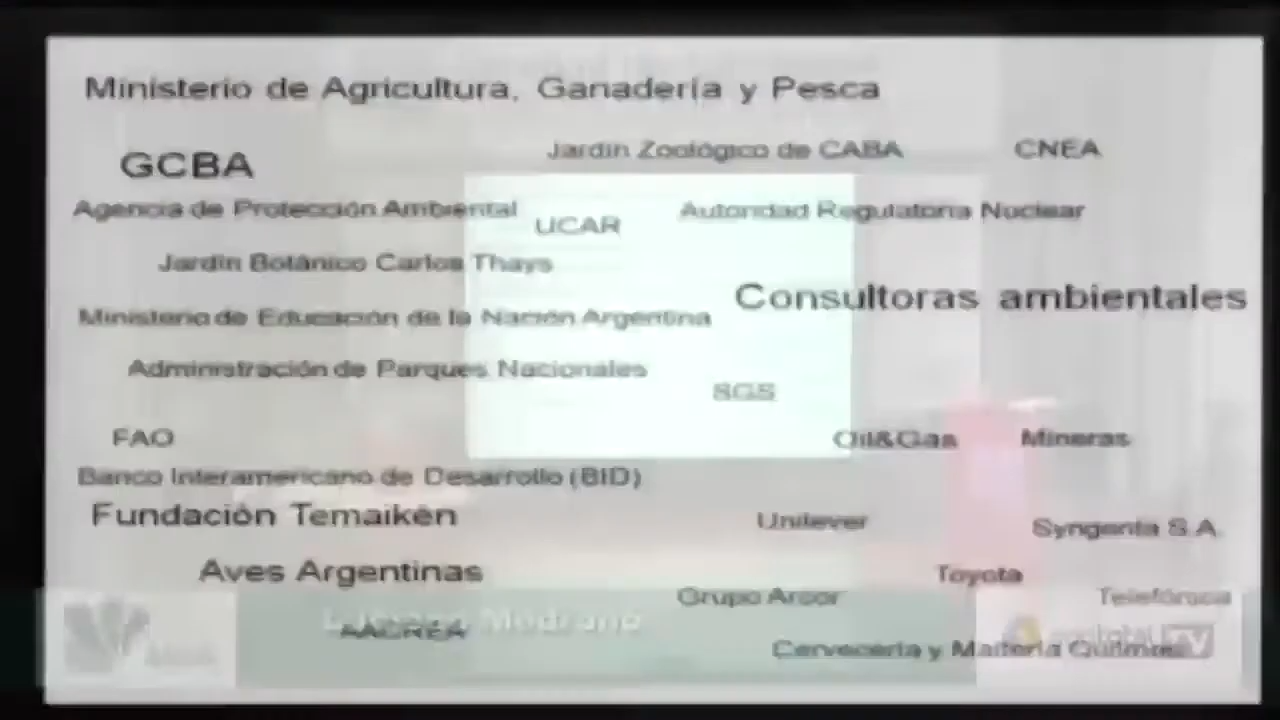 Ministerio de Agricultura, Ganadería y Pesca
Jardín Zoológico de CABA
CNEA
GCBA
Agencia de Protección Ambiental
UCAR
Autoridad Regulatoria Nuclear
Jardín Botánico Carlos Thays
Consultoras ambientales
Ministerio de Educación de la Nación Argentina
Administración de Parques Nacionales
SGS
FAO
Oil&Gas
Mineras
Banco Interamericano de Desarrollo (BID)
Fundación Temaikèn
Unilever
Syngenta S.A.
Aves Argentinas
Toyota
Grupo Arcor
Telefónica
AACREA
Medrano
Cervecería y Maltería Quilmes
TV